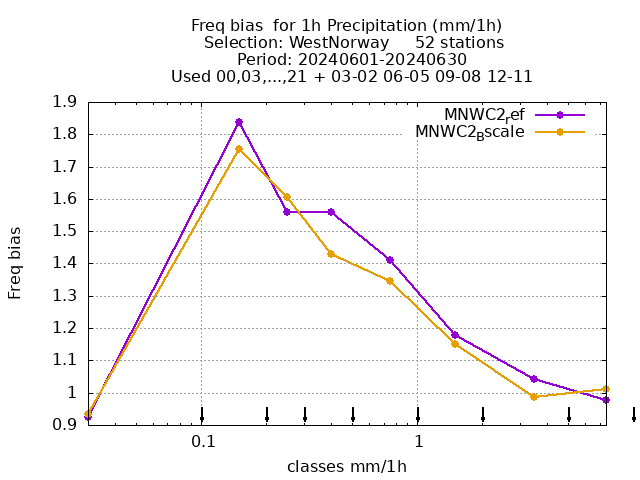 Freq bias  for 1h Precipitation (mm/1h)
Selection: WestNorway     52 stations
Period: 20240601-20240630
Used 00,03,...,21 + 03-02 06-05 09-08 12-11
MNWC2_ref
MNWC2_Bscale
1.9
1.8
1.7
1.6
1.5
1.4
1.3
1.2
1.1
1
0.9
Freq bias
0.1 1
classes mm/1h